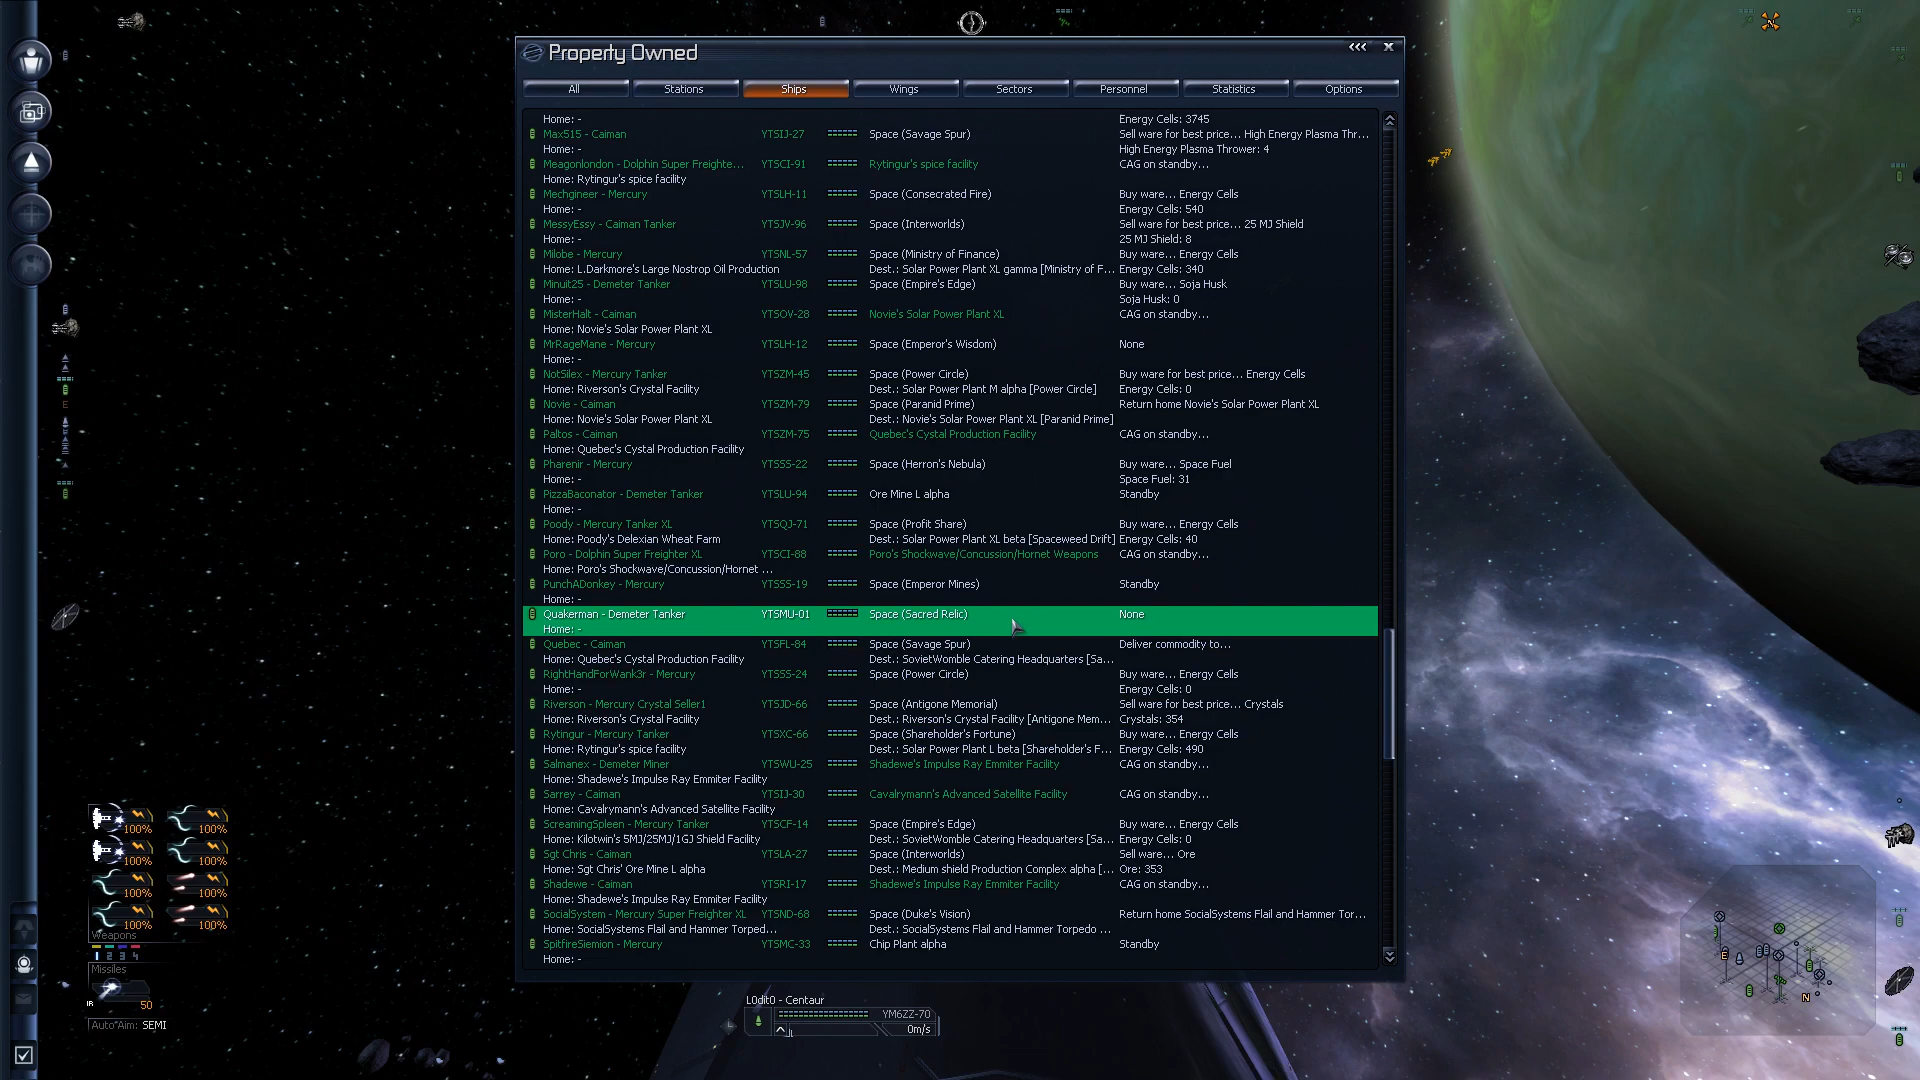 Property Owned
All Stations Ships Wings Sectors Personnel Statistics Options
Home: - Energy Cells: 3745
Max515 - Caiman YTSIJ-27 Space (Savage Spur) Sell ware for best price... High Energy Plasma Thr...
Home: - High Energy Plasma Thrower: 4
Meagonlondon - Dolphin Super Freighte... YTSCI-91 Rytingur's spice facility CAG on standby...
Home: Rytingur's spice facility
Mechgineer - Mercury YTSLH-11 Space (Consecrated Fire) Buy ware... Energy Cells
Home: - Energy Cells: 540
MessyEssy - Caiman Tanker YTSJV-96 Space (Interworlds) Sell ware for best price... 25 MJ Shield
Home: - 25 MJ Shield: 8
Milobe - Mercury YTSNL-57 Space (Ministry of Finance) Buy ware... Energy Cells
Home: L.Darkmore's Large Nostrop Oil Production Dest.: Solar Power Plant XL gamma [Ministry of F... Energy Cells: 340
Minuit25 - Demeter Tanker YTSLU-98 Space (Empire's Edge) Buy ware... Soja Husk
Home: - Soja Husk: 0
MisterHalt - Caiman YTSOV-28 Novie's Solar Power Plant XL CAG on standby...
Home: Novie's Solar Power Plant XL
MrRageMane - Mercury YTSLH-12 Space (Emperor's Wisdom) None
Home: -
NotSilex - Mercury Tanker YTSZM-45 Space (Power Circle) Buy ware for best price... Energy Cells
Home: Riverson's Crystal Facility Dest.: Solar Power Plant M alpha [Power Circle] Energy Cells: 0
Novie - Caiman YTSZM-79 Space (Paranid Prime) Return home Novie's Solar Power Plant XL
Home: Novie's Solar Power Plant XL Dest.: Novie's Solar Power Plant XL [Paranid Prime]
Paltos - Caiman YTSZM-75 Quebec's Cystal Production Facility CAG on standby...
Home: Quebec's Cystal Production Facility
Pharenir - Mercury YTSSS-22 Space (Herron's Nebula) Buy ware... Space Fuel
Home: - Space Fuel: 31
PizzaBaconator - Demeter Tanker YTSLU-94 Ore Mine L alpha Standby
Home: -
Poody - Mercury Tanker XL YTSQJ-71 Space (Profit Share) Buy ware... Energy Cells
Home: Poody's Delexian Wheat Farm Dest.: Solar Power Plant XL beta [Spaceweed Drift] Energy Cells: 40
Poro - Dolphin Super Freighter XL YTSCI-88 Poro's Shockwave/Concussion/Hornet Weapons CAG on standby...
Home: Poro's Shockwave/Concussion/Hornet ...
PunchADonkey - Mercury YTSSS-19 Space (Emperor Mines) Standby
Home: -
Quakerman - Demeter Tanker YTSMU-01 Space (Sacred Relic) None
Home: -
Quebec - Caiman YTSFL-84 Space (Savage Spur) Deliver commodity to...
Home: Quebec's Cystal Production Facility Dest.: SovietWomble Catering Headquarters [Sa...
RightHandForWank3r - Mercury YTSSS-24 Space (Power Circle) Buy ware... Energy Cells
Home: - Energy Cells: 0
Riverson - Mercury Crystal Seller1 YTSJD-66 Space (Antigone Memorial) Sell ware for best price... Crystals
Home: Riverson's Crystal Facility Dest.: Riverson's Crystal Facility [Antigone Mem... Crystals: 354
Rytingur - Mercury Tanker YTSXC-66 Space (Shareholder's Fortune) Buy ware... Energy Cells
Home: Rytingur's spice facility Dest.: Solar Power Plant L beta [Shareholder's F... Energy Cells: 490
Salmanex - Demeter Miner YTSWU-25 Shadewe's Impulse Ray Emmiter Facility CAG on standby...
Home: Shadewe's Impulse Ray Emmiter Facility
Sarrey - Caiman YTSIJ-30 Cavalrymann's Advanced Satellite Facility CAG on standby...
Home: Cavalrymann's Advanced Satellite Facility
ScreamingSpleen - Mercury Tanker YTSCF-14 Space (Empire's Edge) Buy ware... Energy Cells
Home: Kilotwin's 5MJ/25MJ/1GJ Shield Facility Dest.: SovietWomble Catering Headquarters [Sa... Energy Cells: 0
Sgt Chris - Caiman YTSLA-27 Space (Interworlds) Sell ware... Ore
Home: Sgt Chris' Ore Mine L alpha Dest.: Medium shield Production Complex alpha [... Ore: 353
Shadewe - Caiman YTSRI-17 Shadewe's Impulse Ray Emmiter Facility CAG on standby...
Home: Shadewe's Impulse Ray Emmiter Facility
SocialSystem - Mercury Super Freighter XL YTSND-68 Space (Duke's Vision) Return home SocialSystems Flail and Hammer Tor...
Home: SocialSystems Flail and Hammer Torped... Dest.: SocialSystems Flail and Hammer Torpedo ...
SpitfireSiemion - Mercury YTSMC-33 Chip Plant alpha Standby
Home: -
100% 100%
100% 100%
100% 100%
100% 100%
Weapons
1 2 3 4
Missiles
IR 50
Auto"Aim: SEMI
L0dit0 - Centaur
YM6ZZ-70
0m/s
E
N